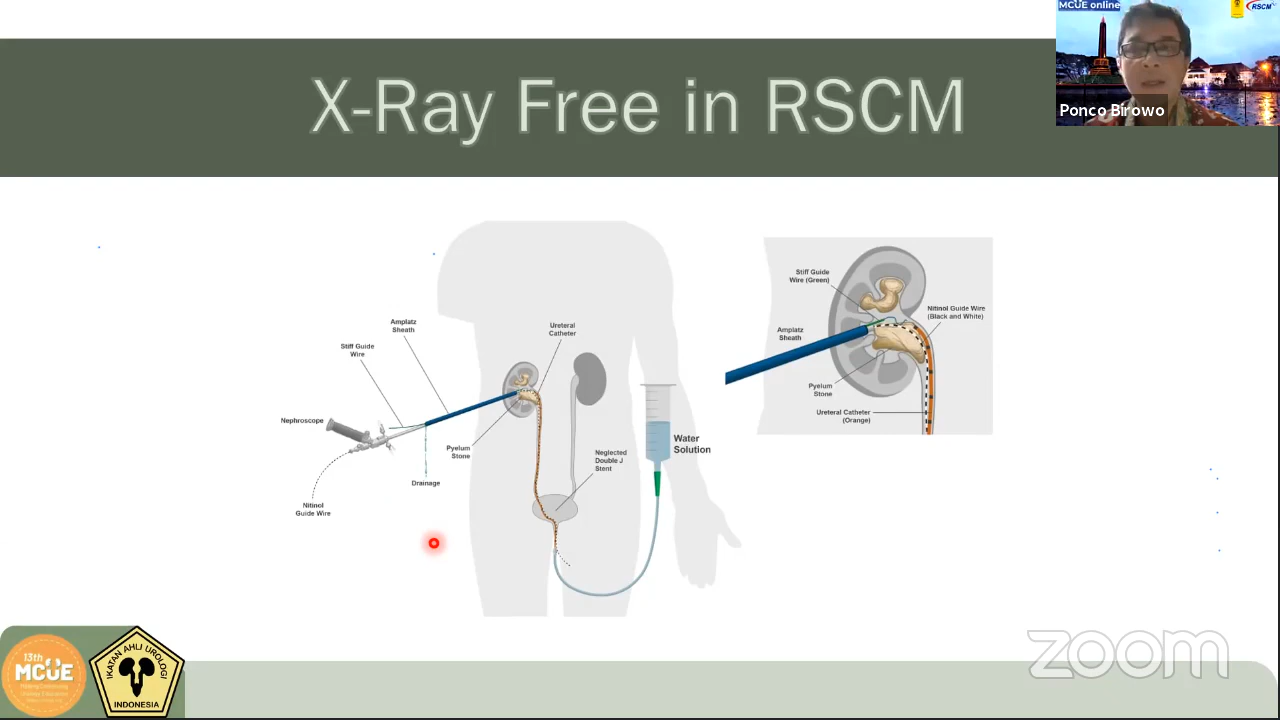 MCUE online
RSCM
Ponco Birowo
X-Ray Free in RSCM
Amplatz
Sheath
Stiff Guide
Wire
Ureteral
Catheter
Nephroscope
Pyelum
Stone
Drainage
Nitinol
Guide Wire
Neglected
Double J
Stent
Water
Solution
Stiff Guide
Wire (Green)
Nitinol Guide Wire
(Black and White)
Amplatz
Sheath
Pyelum
Stone
Ureteral Catheter
(Orange)
13th
MCUE
IKATAN AHLI UROLOGI
INDONESIA
zoom